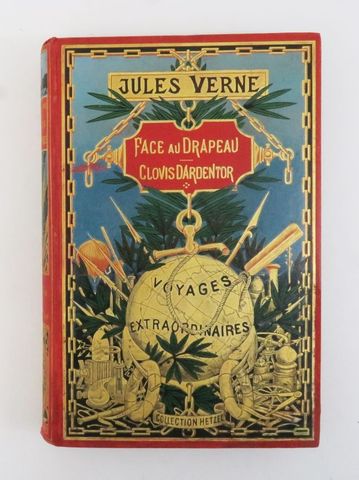 JULES VERNE
FACE AU DRAPEAU
CLOVIS DARDENTOR
VOYAGES
EXTRAORDINAIRES
COLLECTION HETZEL